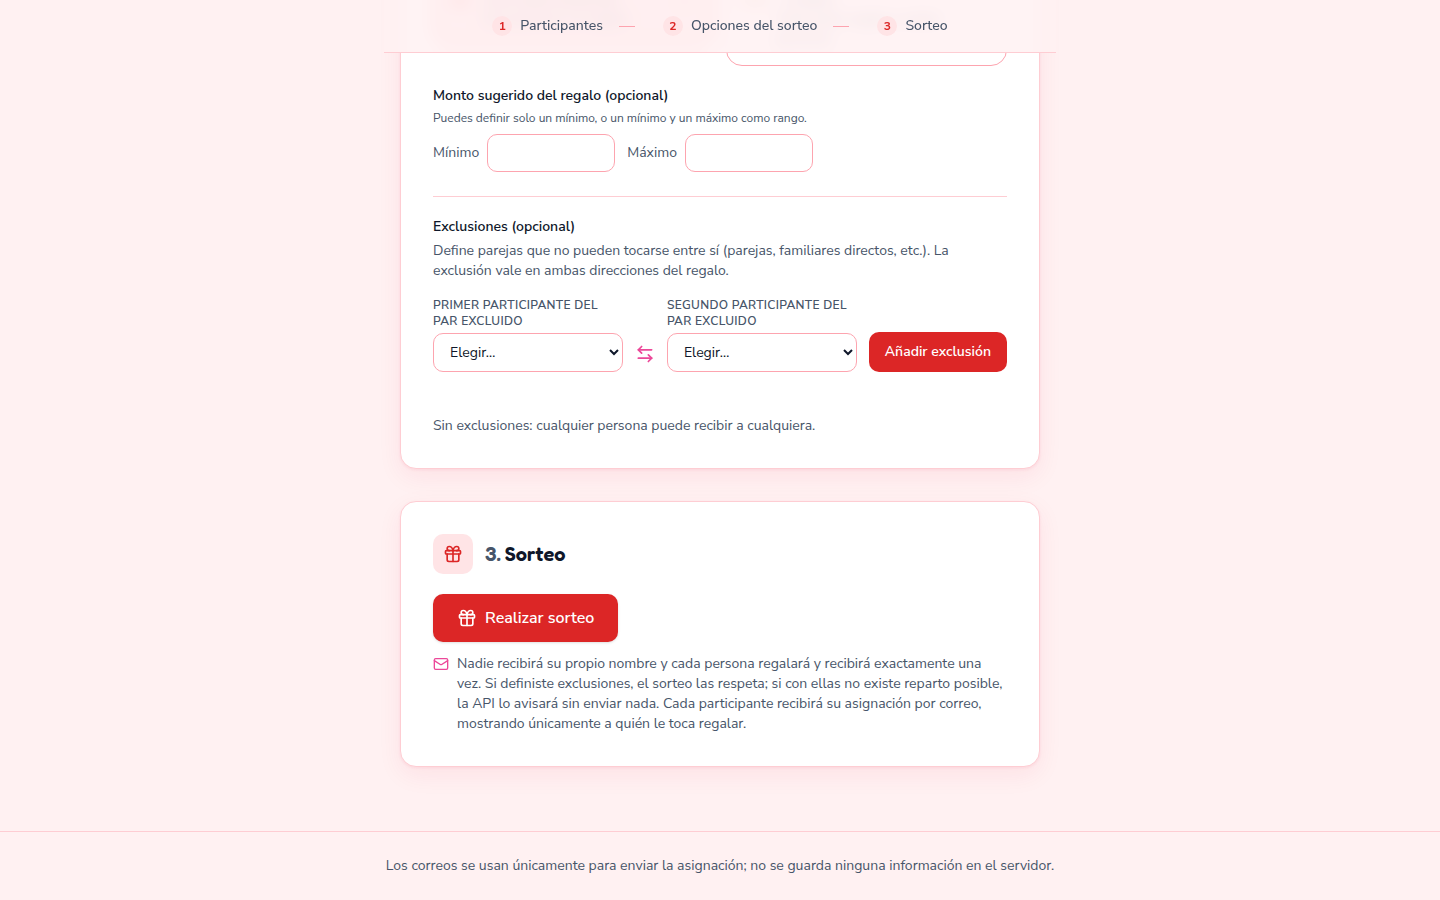 1 Participantes — 2 Opciones del sorteo — 3 Sorteo
Monto sugerido del regalo (opcional)
Puedes definir solo un mínimo, o un mínimo y un máximo como rango.
Mínimo Máximo
Exclusiones (opcional)
Define parejas que no pueden tocarse entre sí (parejas, familiares directos, etc.). La
exclusión vale en ambas direcciones del regalo.
PRIMER PARTICIPANTE DEL
PAR EXCLUIDO
SEGUNDO PARTICIPANTE DEL
PAR EXCLUIDO
Elegir... Elegir... Añadir exclusión
Sin exclusiones: cualquier persona puede recibir a cualquiera.
3. Sorteo
Realizar sorteo
Nadie recibirá su propio nombre y cada persona regalará y recibirá exactamente una
vez. Si definiste exclusiones, el sorteo las respeta; si con ellas no existe reparto posible,
la API lo avisará sin enviar nada. Cada participante recibirá su asignación por correo,
mostrando únicamente a quién le toca regalar.
Los correos se usan únicamente para enviar la asignación; no se guarda ninguna información en el servidor.